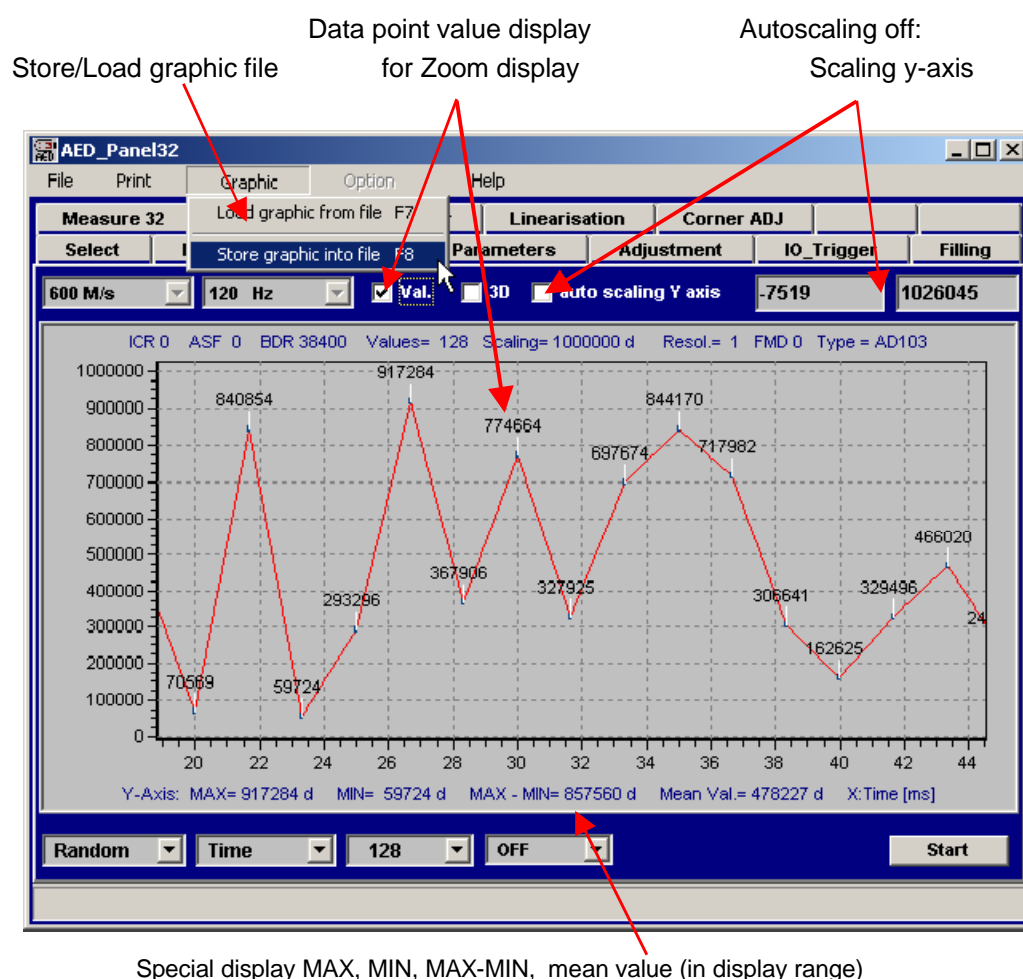 Data point value display Autoscaling off:
Store/Load graphic file for Zoom display Scaling y-axis
AED_Panel32
File Print Graphic Option Help
Measure 32 Linearisation Corner ADJ
Load graphic from file F7
Select Parameters Adjustment IO_Trigger Filling
Store graphic into file F8
600 M/s 120 Hz Val. 3D auto scaling Y axis -7519 1026045
ICR 0 ASF 0 BDR 38400 Values= 128 Scaling= 1000000 d Resol.= 1 FMD 0 Type = AD103
1000000 917284
900000 840854 844170
800000 774664 717982
697674
700000
600000
500000 466020
400000 367906 327925 329496
293296 306641
300000 24
200000 162625
70569 59724
100000
0
20 22 24 26 28 30 32 34 36 38 40 42 44
Y-Axis: MAX= 917284 d MIN= 59724 d MAX - MIN= 857560 d Mean Val.= 478227 d X:Time [ms]
Random Time 128 OFF Start
Special display MAX, MIN, MAX-MIN, mean value (in display range)